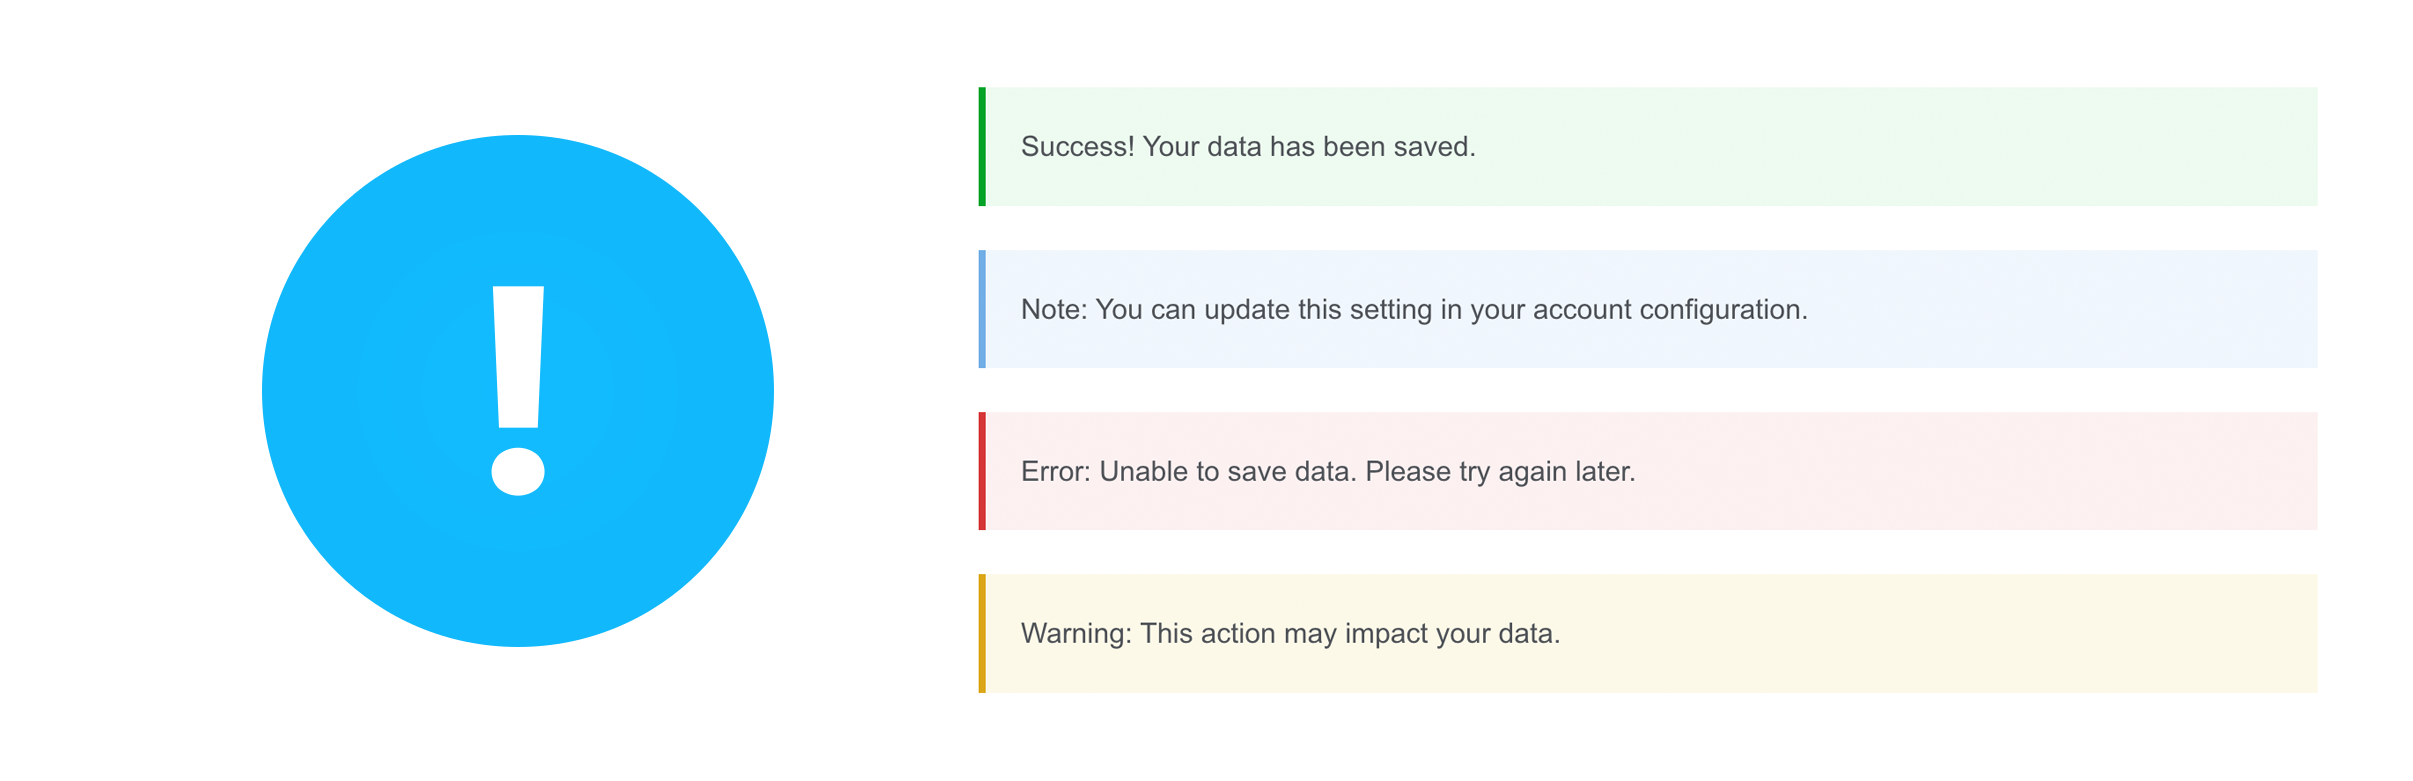 !
Success! Your data has been saved.
Note: You can update this setting in your account configuration.
Error: Unable to save data. Please try again later.
Warning: This action may impact your data.